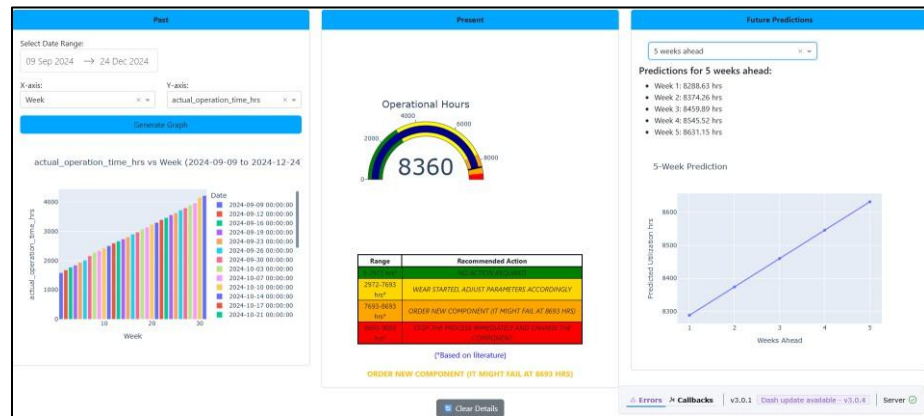 Past
Present
Future Predictions
Select Date Range:
09 Sep 2024 → 24 Dec 2024
X-axis:
Y-axis:
Week
actual_operation_time_hrs
Generate Graph
actual_operation_time_hrs vs Week (2024-09-09 to 2024-12-24)
Date
2024-09-09 00:00:00
2024-09-12 00:00:00
2024-09-16 00:00:00
2024-09-19 00:00:00
2024-09-23 00:00:00
2024-09-26 00:00:00
2024-09-30 00:00:00
2024-10-03 00:00:00
2024-10-07 00:00:00
2024-10-10 00:00:00
2024-10-14 00:00:00
2024-10-17 00:00:00
2024-10-21 00:00:00
actual_operation_time_hrs
4000
3000
2000
1000
0
10
20
30
Week
Operational Hours
0
2000
4000
6000
8000
8360
Range
Recommended Action
NO ACTION REQUIRED
2972-7693 hrs*
WEAR STARTED, ADJUST PARAMETERS ACCORDINGLY
7693-8693 hrs*
ORDER NEW COMPONENT (IT MIGHT FAIL AT 8693 HRS)
STOP THE PROCESS IMMEDIATELY AND CHANGE THE COMPONENT
(*Based on literature)
ORDER NEW COMPONENT (IT MIGHT FAIL AT 8693 HRS)
Clear Details
5 weeks ahead
Predictions for 5 weeks ahead:
Week 1: 8288.63 hrs
Week 2: 8374.26 hrs
Week 3: 8459.89 hrs
Week 4: 8545.52 hrs
Week 5: 8631.15 hrs
5-Week Prediction
Predicted Utilization hrs
8600
8500
8400
8300
1
2
3
4
5
Weeks Ahead
Errors
Callbacks
v3.0.1
Dash update available - v3.0.4
Server